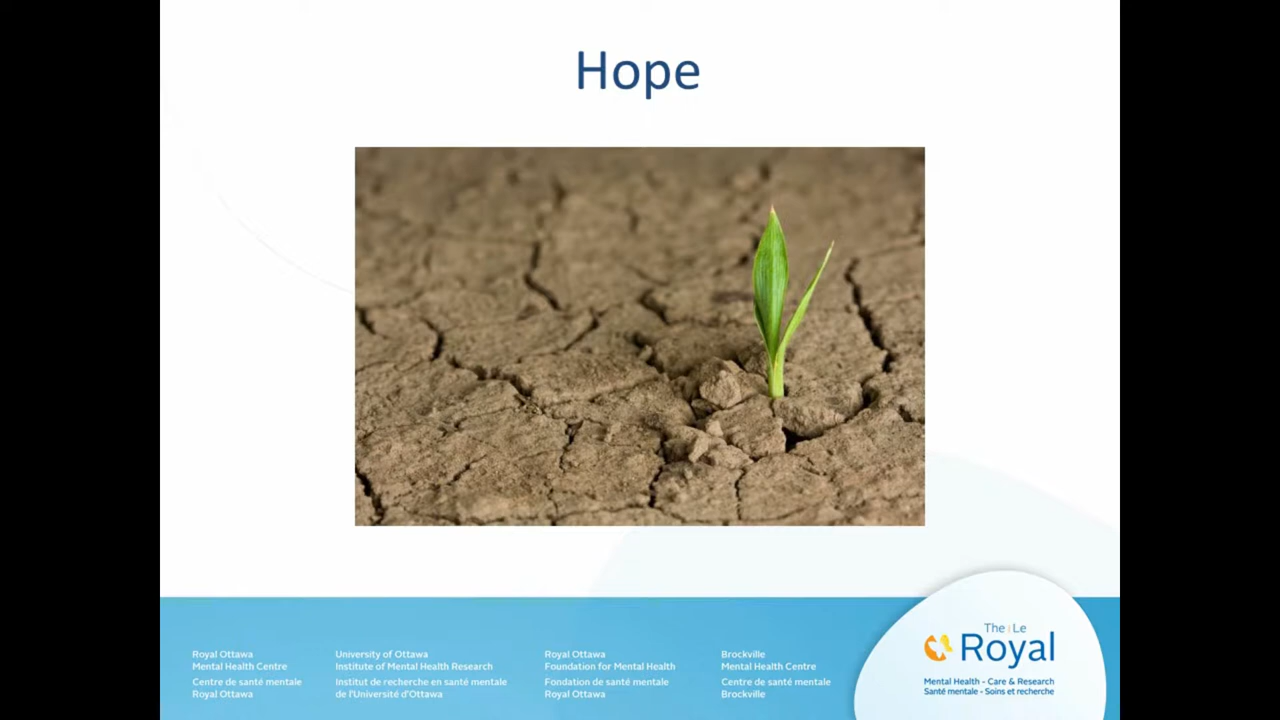 Hope
Royal Ottawa
Mental Health Centre
Centre de santé mentale
Royal Ottawa
University of Ottawa
Institute of Mental Health Research
Institut de recherche en santé mentale
de l'Université d'Ottawa
Royal Ottawa
Foundation for Mental Health
Fondation de santé mentale
Royal Ottawa
Brockville
Mental Health Centre
Centre de santé mentale
Brockville
The | Le
Royal
Mental Health - Care & Research
Santé mentale - Soins et recherche